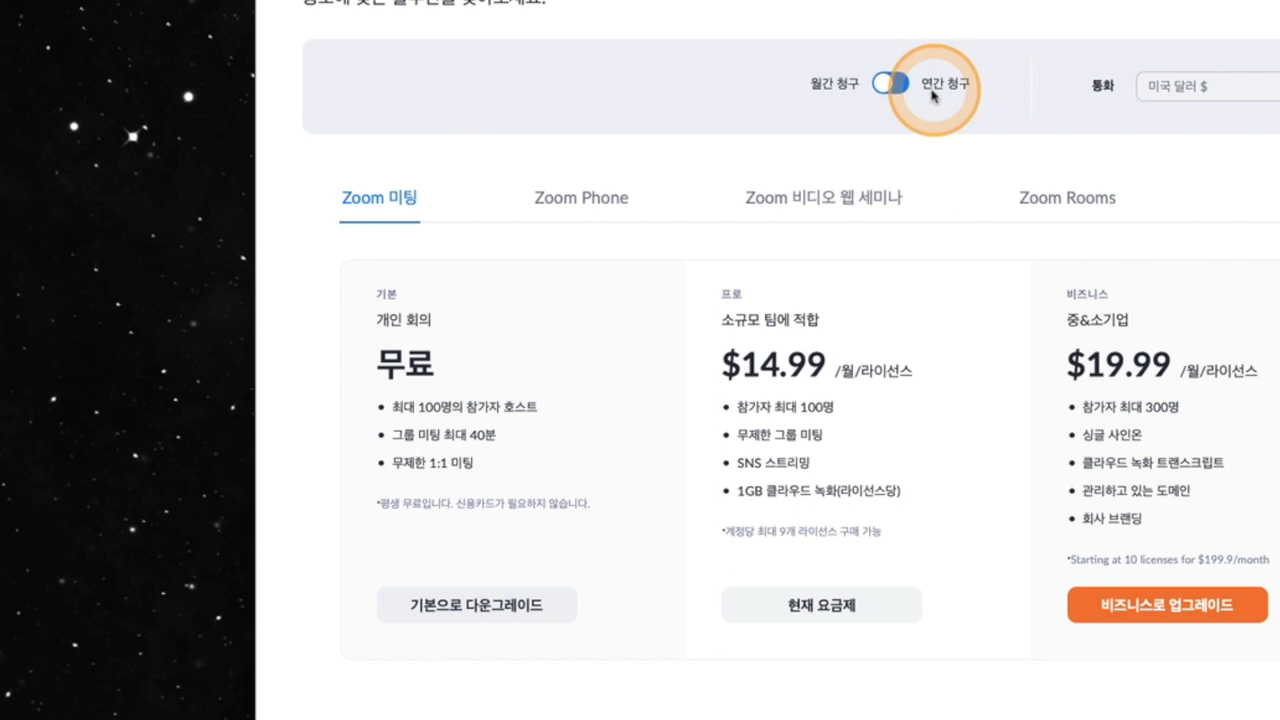 월간 청구 연간 청구 통화 미국 달러 $
Zoom 미팅 Zoom Phone Zoom 비디오 웹 세미나 Zoom Rooms
기본
개인 회의
무료
• 최대 100명의 참가자 호스트
• 그룹 미팅 최대 40분
• 무제한 1:1 미팅
*평생 무료입니다. 신용카드가 필요하지 않습니다.
기본으로 다운그레이드
프로
소규모 팀에 적합
$14.99 /월/라이선스
• 참가자 최대 100명
• 무제한 그룹 미팅
• SNS 스트리밍
• 1GB 클라우드 녹화(라이선스당)
*계정당 최대 9개 라이선스 구매 가능
현재 요금제
비즈니스
중&소기업
$19.99 /월/라이선스
• 참가자 최대 300명
• 싱글 사인온
• 클라우드 녹화 트랜스크립트
• 관리하고 있는 도메인
• 회사 브랜딩
*Starting at 10 licenses for $199.9/month
비즈니스로 업그레이드